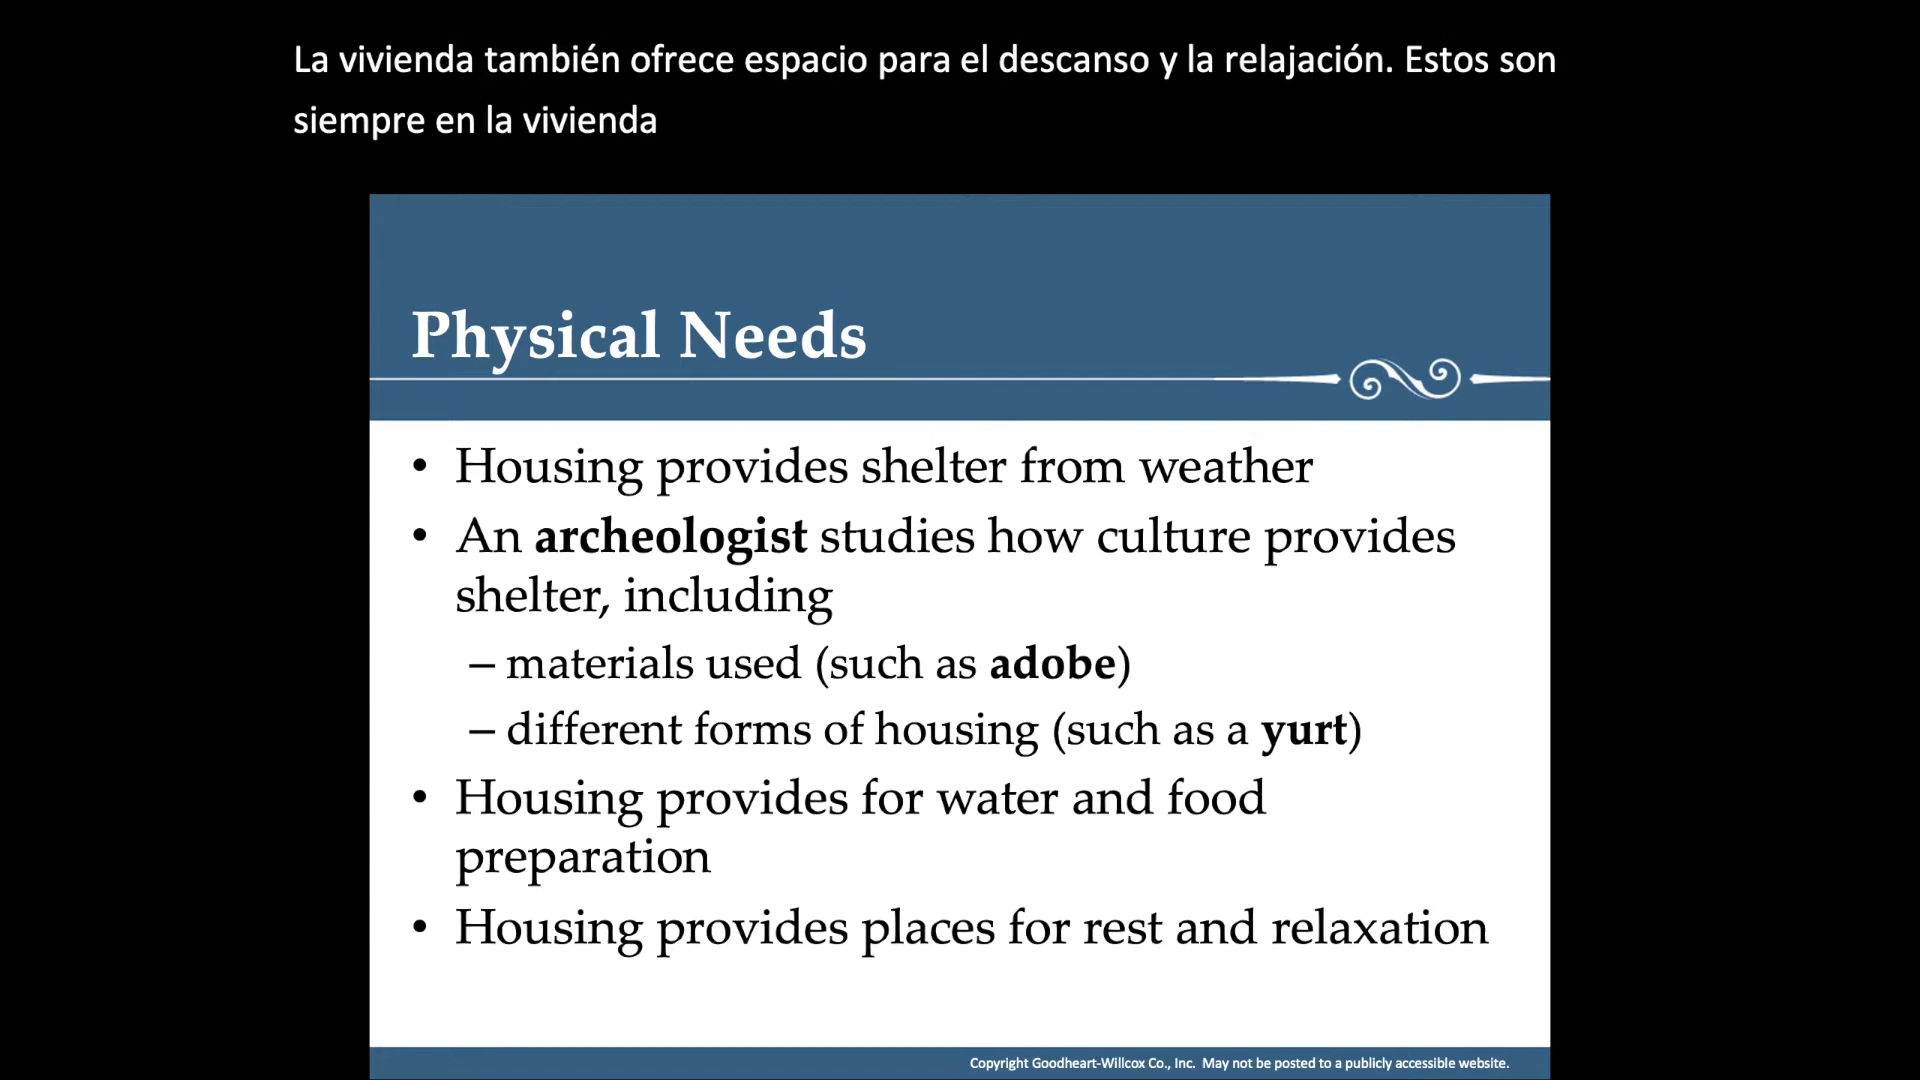 La vivienda también ofrece espacio para el descanso y la relajación. Estos son
siempre en la vivienda
Physical Needs
• Housing provides shelter from weather
• An archeologist studies how culture provides
shelter, including
– materials used (such as adobe)
– different forms of housing (such as a yurt)
• Housing provides for water and food
preparation
• Housing provides places for rest and relaxation
Copyright Goodheart-Willcox Co., Inc. May not be posted to a publicly accessible website.